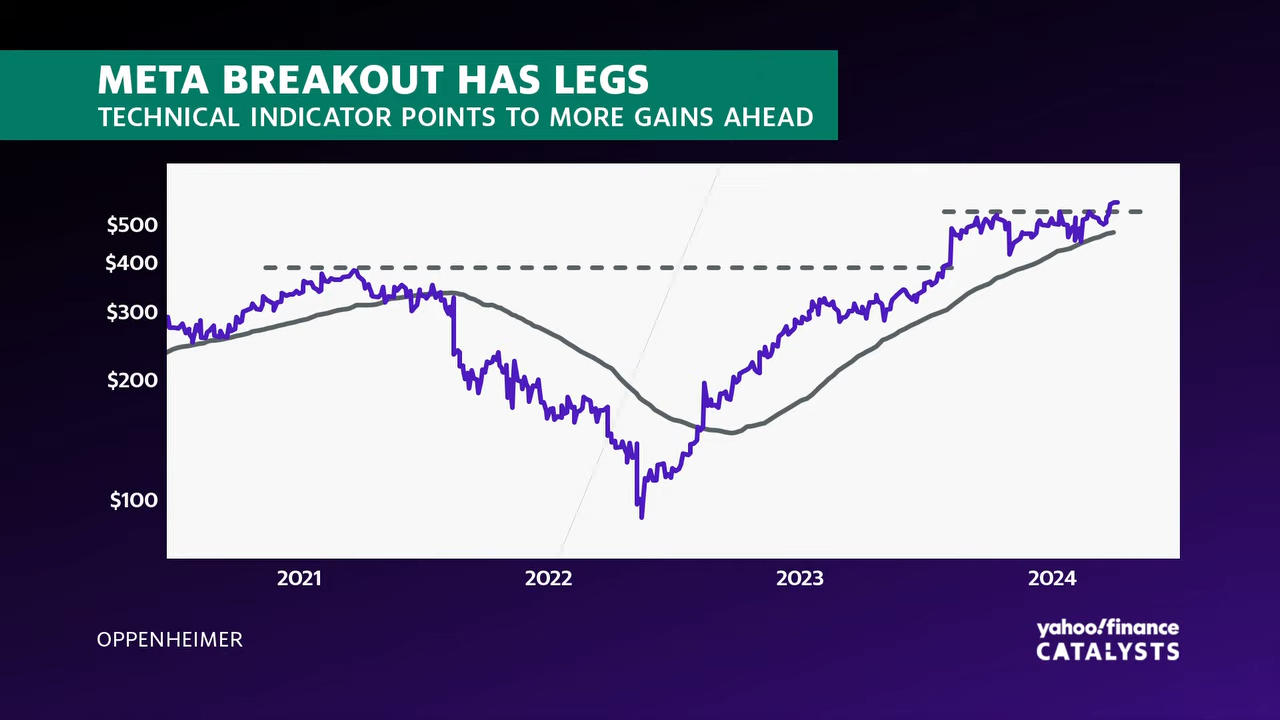 META BREAKOUT HAS LEGS
TECHNICAL INDICATOR POINTS TO MORE GAINS AHEAD
$500
$400
$300
$200
$100
2021 2022 2023 2024
OPPENHEIMER
yahoo!finance
CATALYSTS